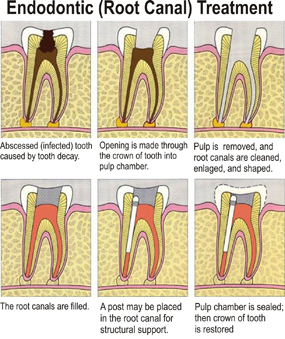 Endodontic (Root Canal) Treatment
Abscessed (infected) tooth
caused by tooth decay.
Opening is made through
the crown of tooth into
pulp chamber.
Pulp is removed, and
root canals are cleaned,
enlaged, and shaped.
The root canals are filled.
A post may be placed
in the root canal for
structural support.
Pulp chamber is sealed;
then crown of tooth
is restored